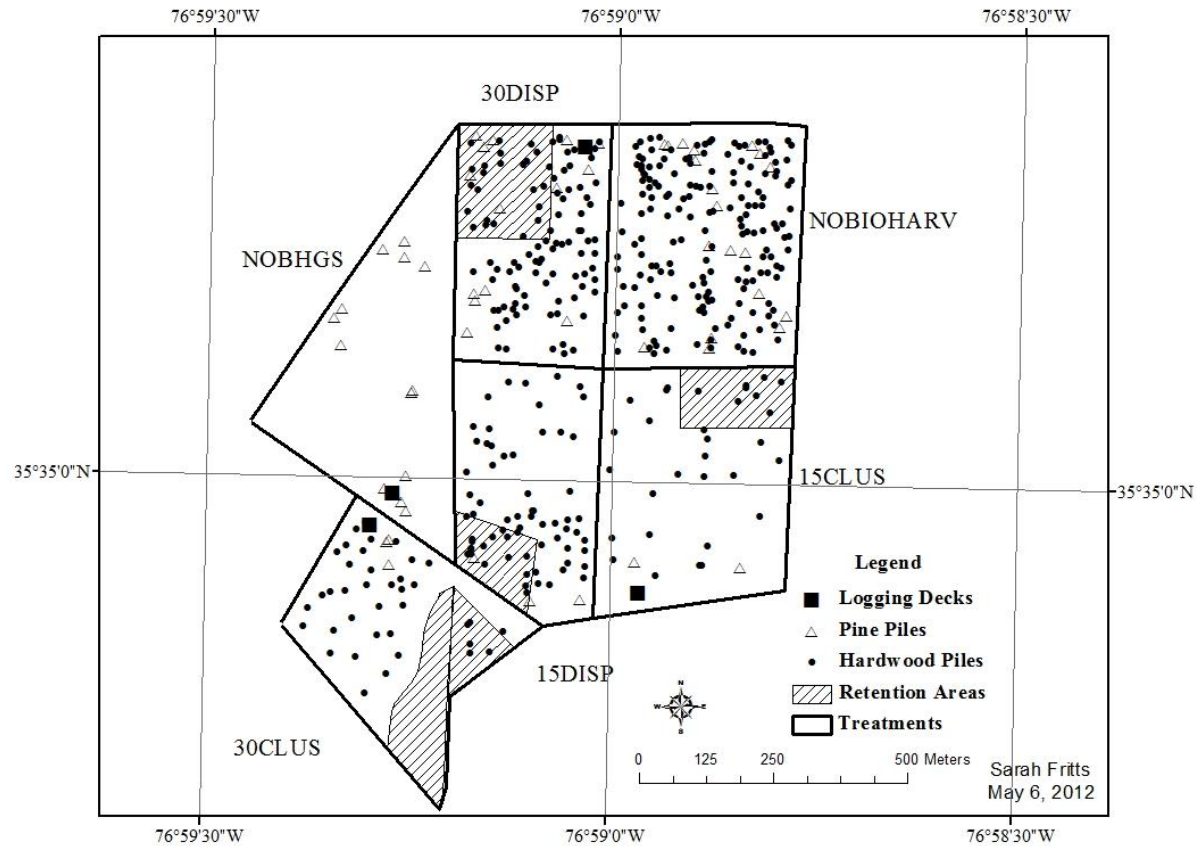 76°59'30"W 76°59'0"W 76°58'30"W
30DISP
NOBIOHARV
NOBHGS
35°35'0"N
15CLUS
35°35'0"N
Legend
Logging Decks
Pine Piles
Hardwood Piles
15DISP
Retention Areas
N
W E
S
Treatments
30CLUS
0 125 250 500 Meters
Sarah Fritts
May 6, 2012
76°59'30"W 76°59'0"W 76°58'30"W